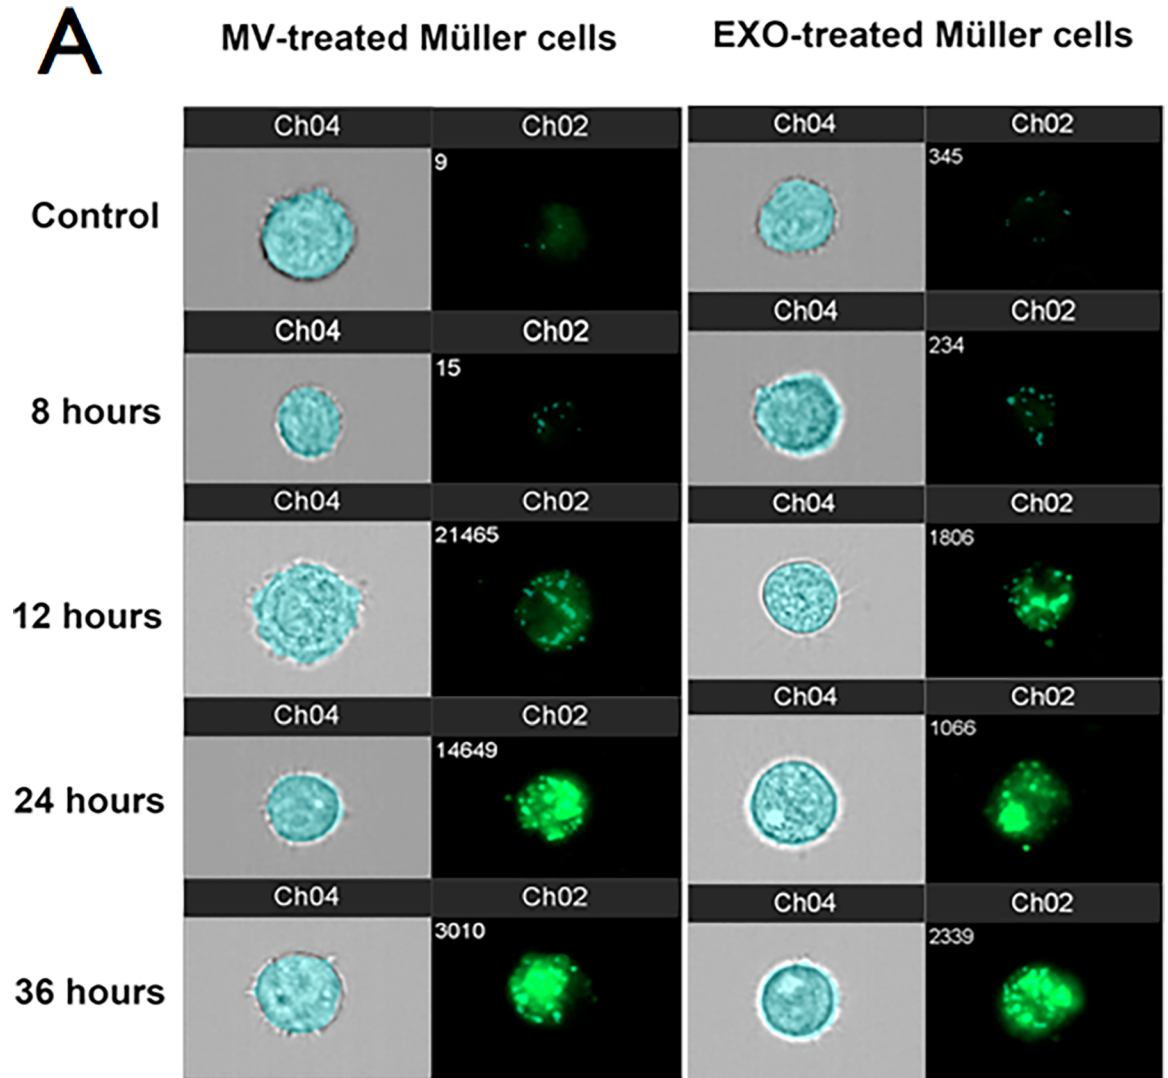 A
MV-treated Müller cells
EXO-treated Müller cells
Ch04 Ch02 Ch04 Ch02
Control
9
345
Ch04 Ch02 Ch04 Ch02
8 hours
15
234
Ch04 Ch02 Ch04 Ch02
12 hours
21465
1806
Ch04 Ch02 Ch04 Ch02
24 hours
14649
1066
Ch04 Ch02 Ch04 Ch02
36 hours
3010
2339